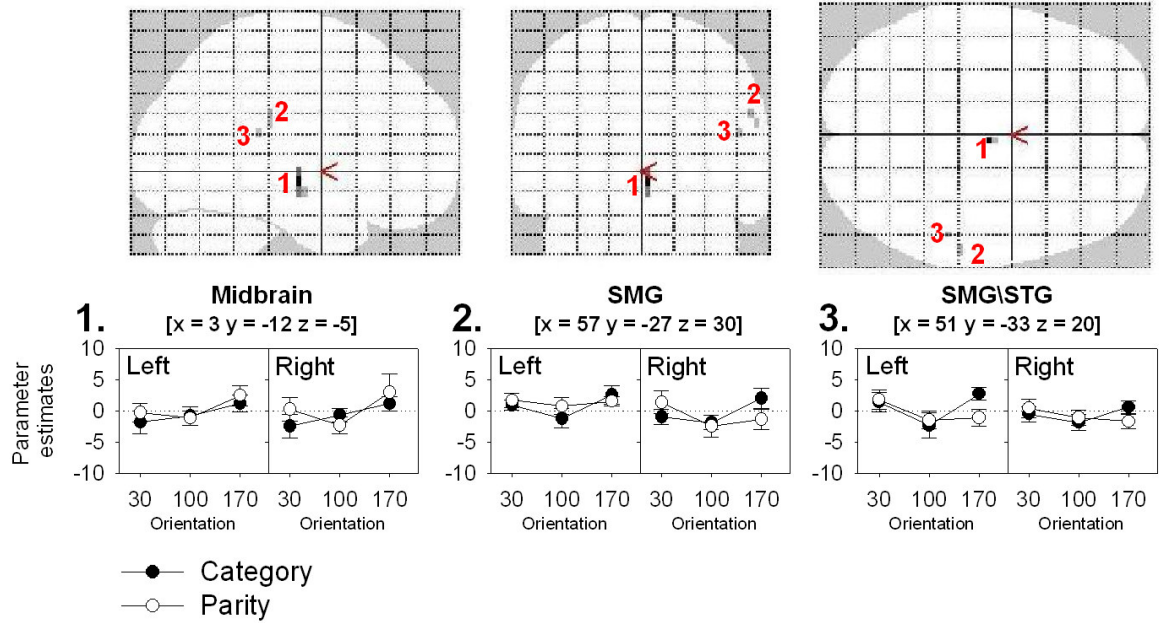 2
3
1
2
3
1
1
3
2
1.
Midbrain
[x = 3 y = -12 z = -5]
2.
SMG
[x = 57 y = -27 z = 30]
3.
SMG\STG
[x = 51 y = -33 z = 20]
Parameter
estimates
10
5
0
-5
-10
Left
Right
30 100 170
30 100 170
Orientation
Orientation
10
5
0
-5
-10
Left
Right
30 100 170
30 100 170
Orientation
Orientation
10
5
0
-5
-10
Left
Right
30 100 170
30 100 170
Orientation
Orientation
Category
Parity